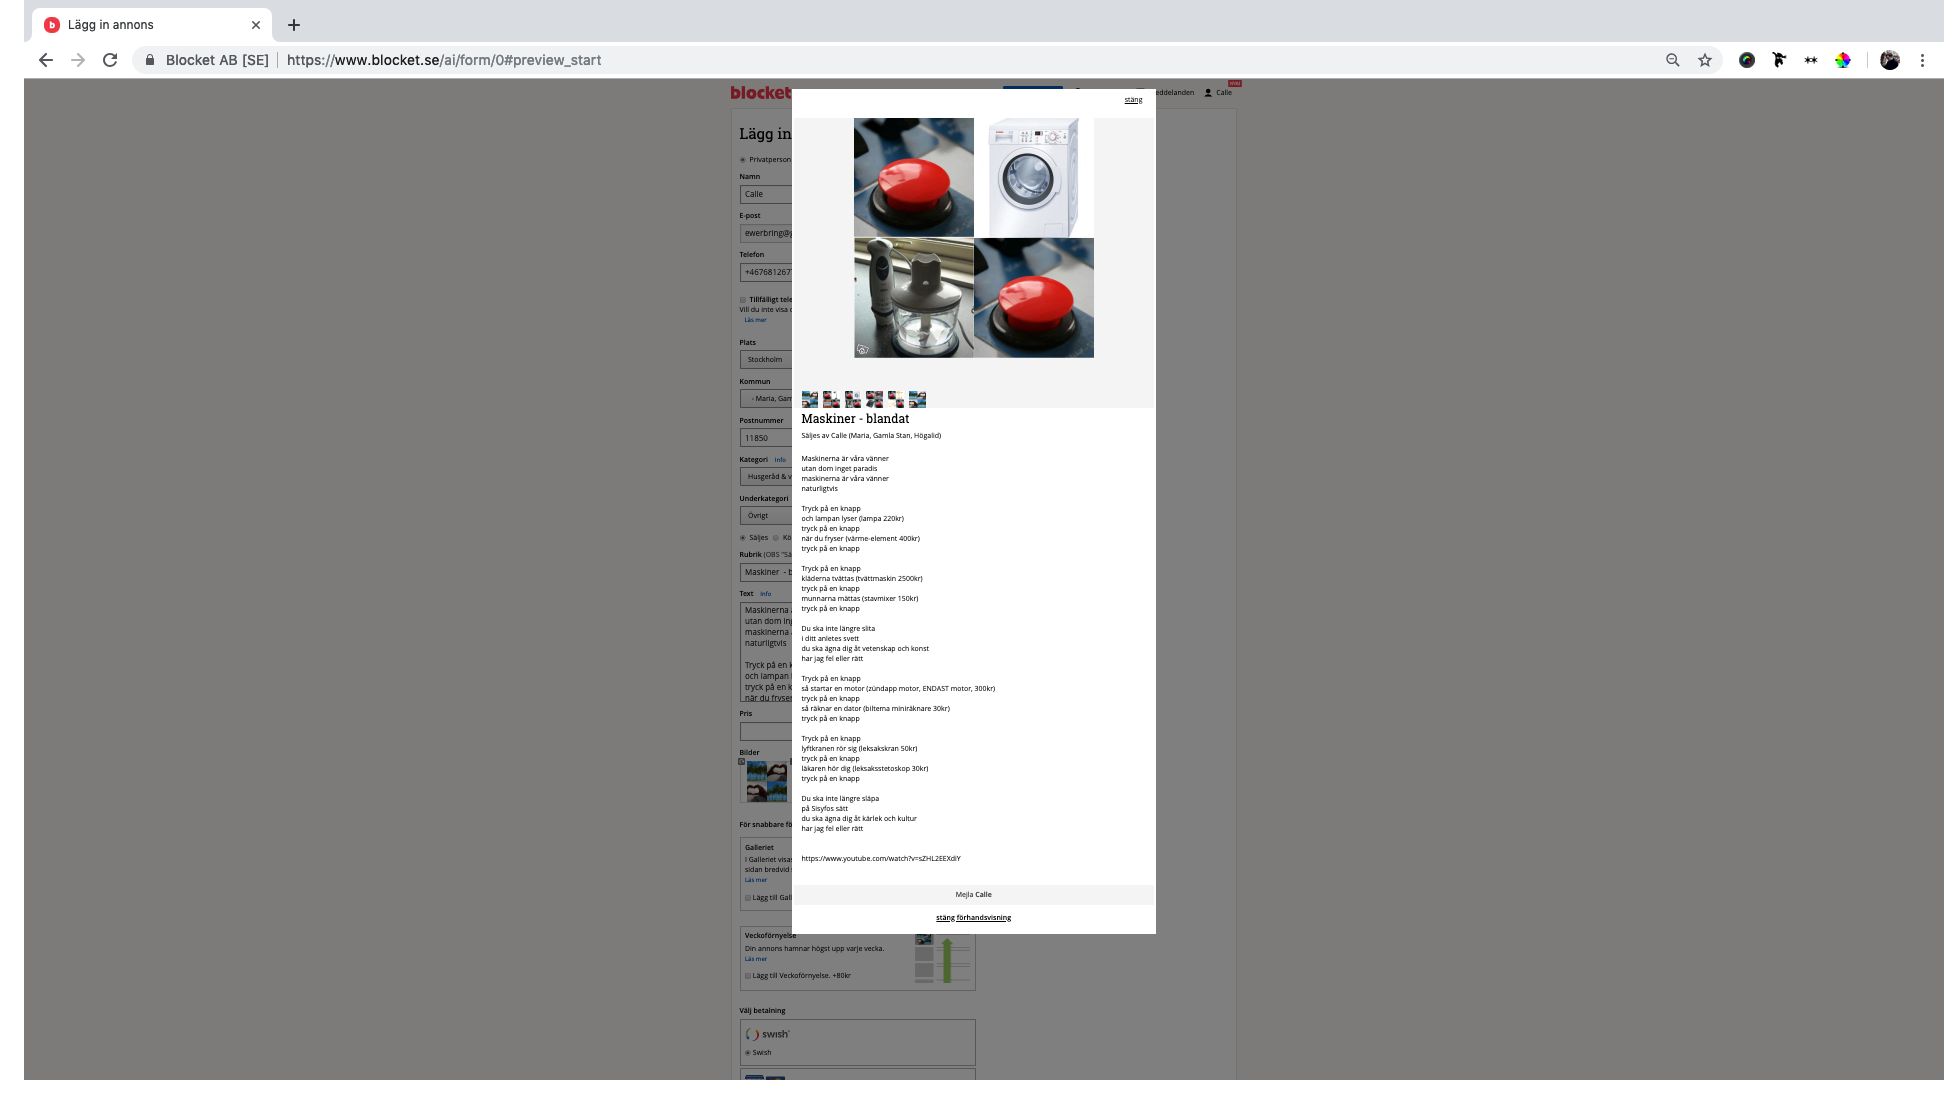 Lägg in annons
Blocket AB [SE]
https://www.blocket.se/ai/form/0#preview_start
blocket
eddelanden
Calle
Lägg in
Privatperson
Namn
Calle
E-post
ewerbring@g
Telefon
+467681267
Tillfälligt tele
Vill du inte visa d
Läs mer
Plats
Stockholm
Kommun
- Maria, Gam
Postnummer
11850
Kategori Info
Husgeråd & v
Underkategori
Övrigt
Säljes Kö
Rubrik (OBS "Sä
Maskiner - b
Text Info
Maskinerna
utan dom ing
maskinerna
naturligtvis
Tryck på en k
och lampan l
tryck på en k
när du fryser
Pris
Bilder
För snabbare fö
Galleriet
I Galleriet visas
sidan bredvid s
Läs mer
Lägg till Gall
Veckoförnyelse
Din annons hamnar högst upp varje vecka.
Läs mer
Lägg till Veckoförnyelse. +80kr
Välj betalning
swish
Swish
stäng
Maskiner - blandat
Säljes av Calle (Maria, Gamla Stan, Högalid)
Maskinerna är våra vänner
utan dom inget paradis
maskinerna är våra vänner
naturligtvis
Tryck på en knapp
och lampan lyser (lampa 220kr)
tryck på en knapp
när du fryser (värme-element 400kr)
tryck på en knapp
Tryck på en knapp
kläderna tvättas (tvättmaskin 2500kr)
tryck på en knapp
munnarna mättas (stavmixer 150kr)
tryck på en knapp
Du ska inte längre slita
i ditt anletes svett
du ska ägna dig åt vetenskap och konst
har jag fel eller rätt
Tryck på en knapp
så startar en motor (zündapp motor, ENDAST motor, 300kr)
tryck på en knapp
så räknar en dator (biltema miniräknare 30kr)
tryck på en knapp
Tryck på en knapp
lyftkranen rör sig (leksakskran 50kr)
tryck på en knapp
läkaren hör dig (leksaksstetoskop 30kr)
tryck på en knapp
Du ska inte längre släpa
på Sisyfos sätt
du ska ägna dig åt kärlek och kultur
har jag fel eller rätt
https://www.youtube.com/watch?v=sZHL2EEXdiY
Mejla Calle
stäng förhandsvisning